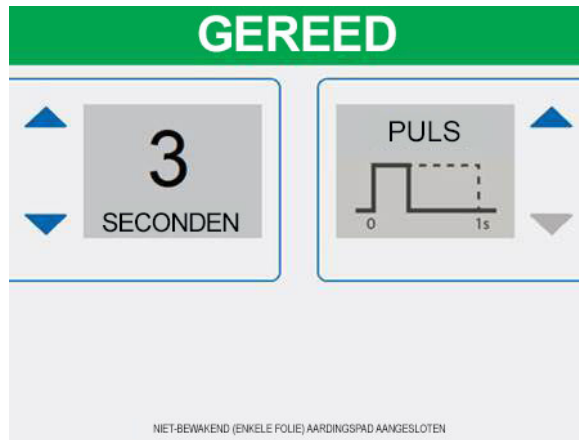 GEREED
3
SECONDEN
PULS
0 1s
NIET-BEWAKEND (ENKELE FOLIE) AARDINGSPAD AANGESLOTEN